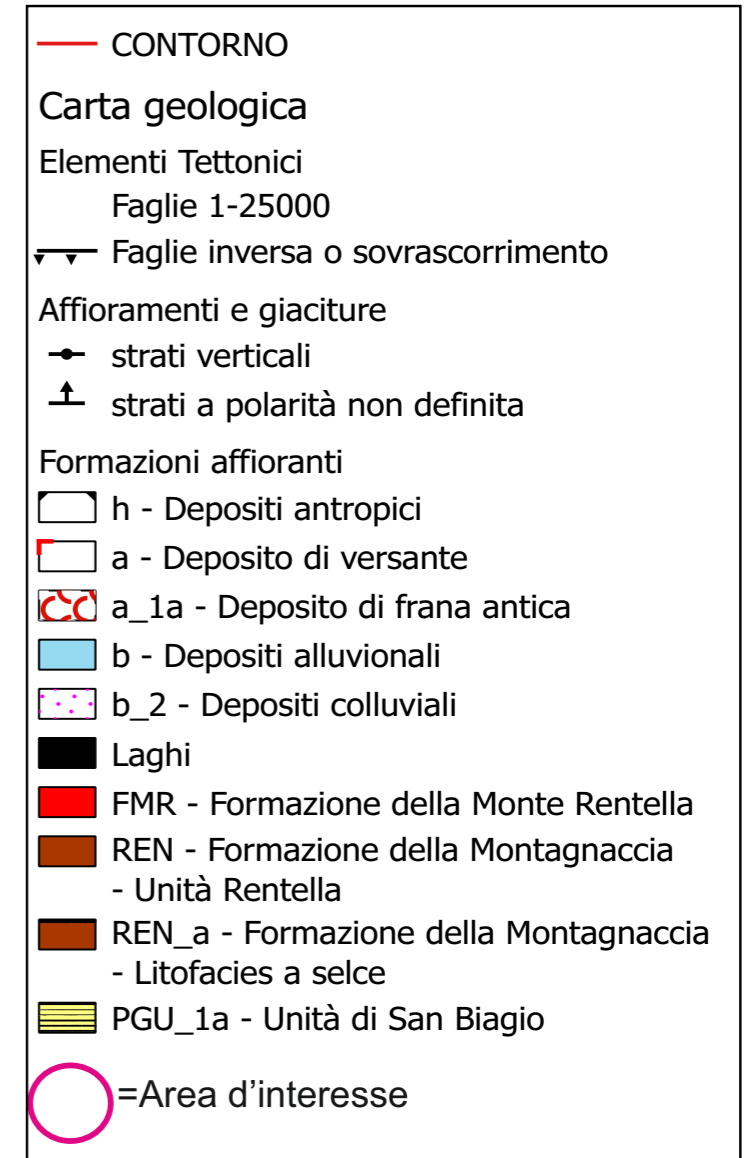 CONTORNO
Carta geologica
Elementi Tettonici
Faglie 1-25000
Faglie inversa o sovrascorrimento
Affioramenti e giaciture
strati verticali
strati a polarità non definita
Formazioni affioranti
h - Depositi antropici
a - Deposito di versante
a_1a - Deposito di frana antica
b - Depositi alluvionali
b_2 - Depositi colluviali
Laghi
FMR - Formazione della Monte Rentella
REN - Formazione della Montagnaccia
- Unità Rentella
REN_a - Formazione della Montagnaccia
- Litofacies a selce
PGU_1a - Unità di San Biagio
=Area d’interesse